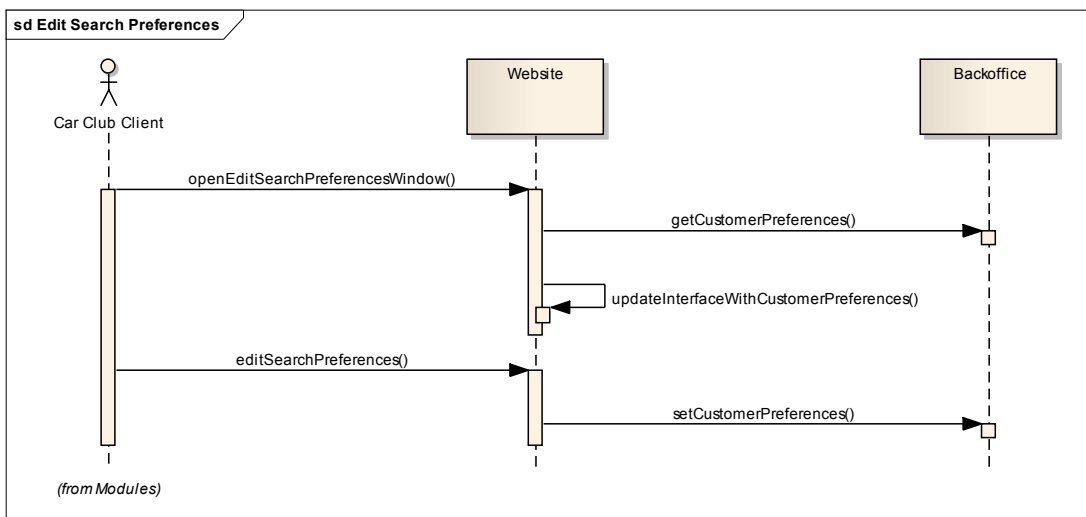 sd Edit Search Preferences
Car Club Client
Website
Backoffice
openEditSearchPreferencesWindow()
getCustomerPreferences()
updateInterfaceWithCustomerPreferences()
editSearchPreferences()
setCustomerPreferences()
(from Modules)